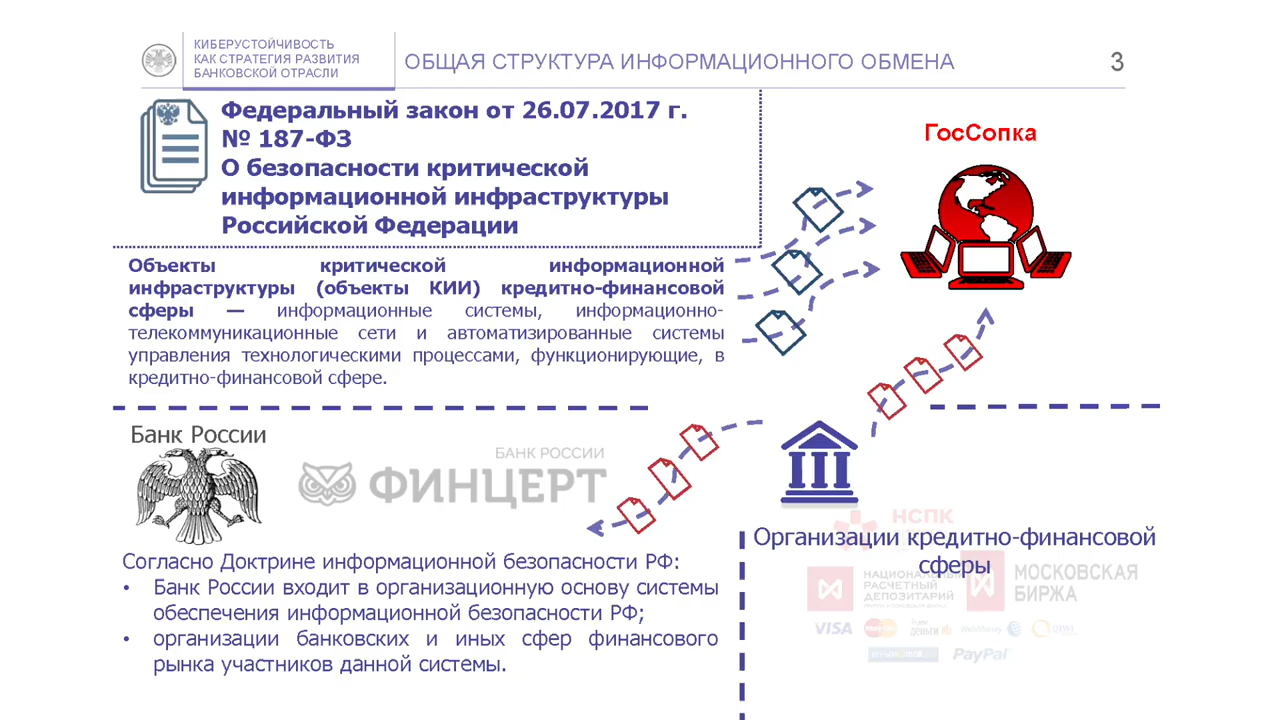 КИБЕРУСТОЙЧИВОСТЬ
КАК СТРАТЕГИЯ РАЗВИТИЯ
БАНКОВСКОЙ ОТРАСЛИ
ОБЩАЯ СТРУКТУРА ИНФОРМАЦИОННОГО ОБМЕНА
3
Федеральный закон от 26.07.2017 г.
№ 187-ФЗ
О безопасности критической
информационной инфраструктуры
Российской Федерации
ГосСопка
Объекты критической информационной
инфраструктуры (объекты КИИ) кредитно-финансовой
сферы — информационные системы, информационно-
телекоммуникационные сети и автоматизированные системы
управления технологическими процессами, функционирующие, в
кредитно-финансовой сфере.
Банк России
БАНК РОССИИ
ФИНЦЕРТ
Согласно Доктрине информационной безопасности РФ:
• Банк России входит в организационную основу системы
обеспечения информационной безопасности РФ;
• организации банковских и иных сфер финансового
рынка участников данной системы.
НСПК
Организации кредитно-финансовой
сферы
НАЦИОНАЛЬНЫЙ
РАСЧЕТНЫЙ
ДЕПОЗИТАРИЙ
МОСКОВСКАЯ
БИРЖА
VISA
MasterCard
деньги
WebMoney
QIWI
PayPal